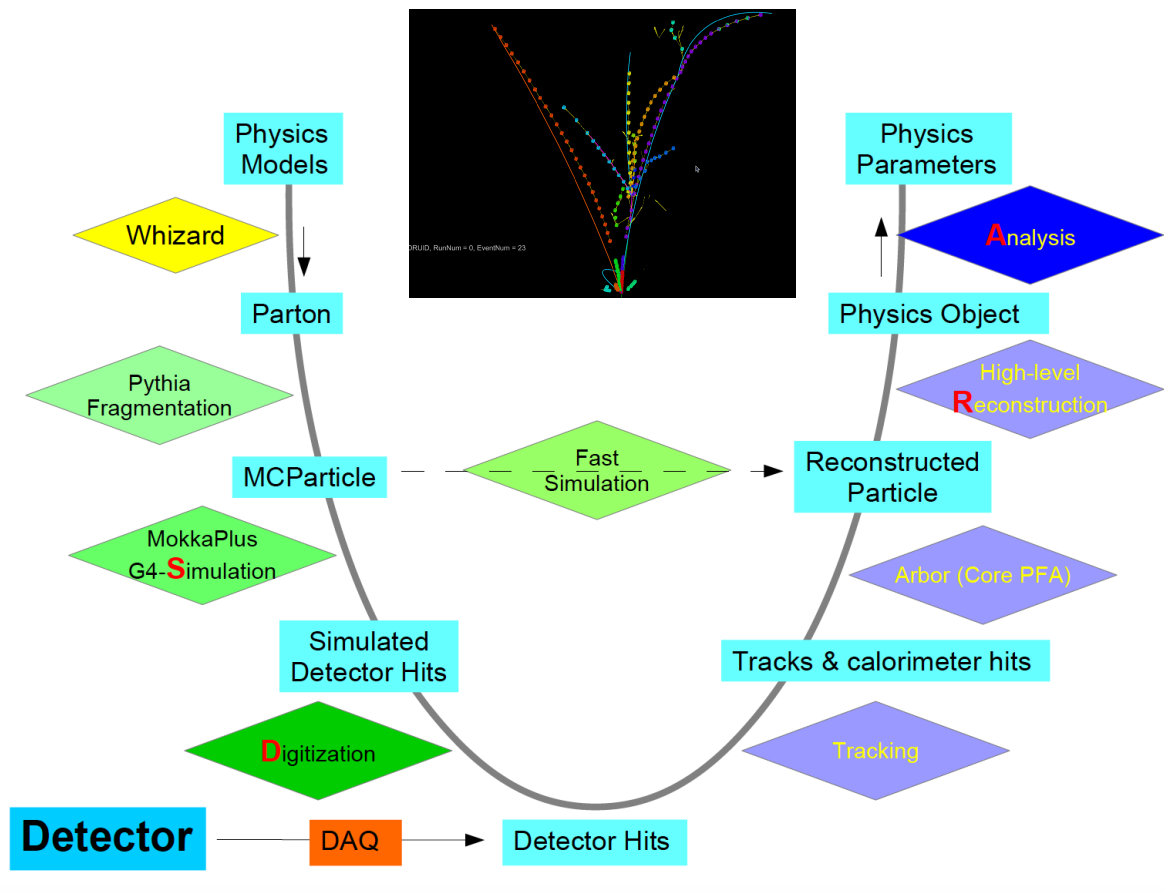 DRUID, RunNum = 0, EventNum = 23
Physics
Models
Whizard
Parton
Pythia
Fragmentation
MCParticle
MokkaPlus
G4-Simulation
Simulated
Detector Hits
Digitization
Detector
DAQ
Detector Hits
Fast
Simulation
Physics
Parameters
Analysis
Physics Object
High-level
Reconstruction
Reconstructed
Particle
Arbor (Core PFA)
Tracks & calorimeter hits
Tracking